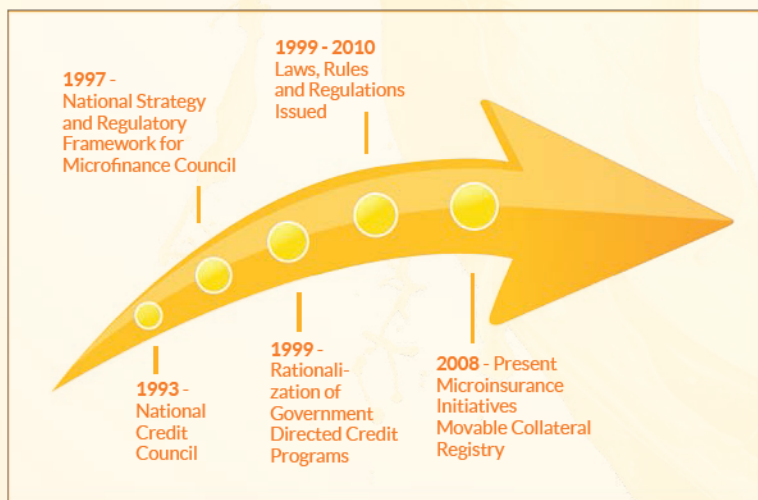 1997 -
National Strategy
and Regulatory
Framework for
Microfinance Council
1999 - 2010
Laws, Rules
and Regulations
Issued
1993 -
National
Credit
Council
1999 -
Rationali-
zation of
Government
Directed Credit
Programs
2008 - Present
Microinsurance
Initiatives
Movable Collateral
Registry